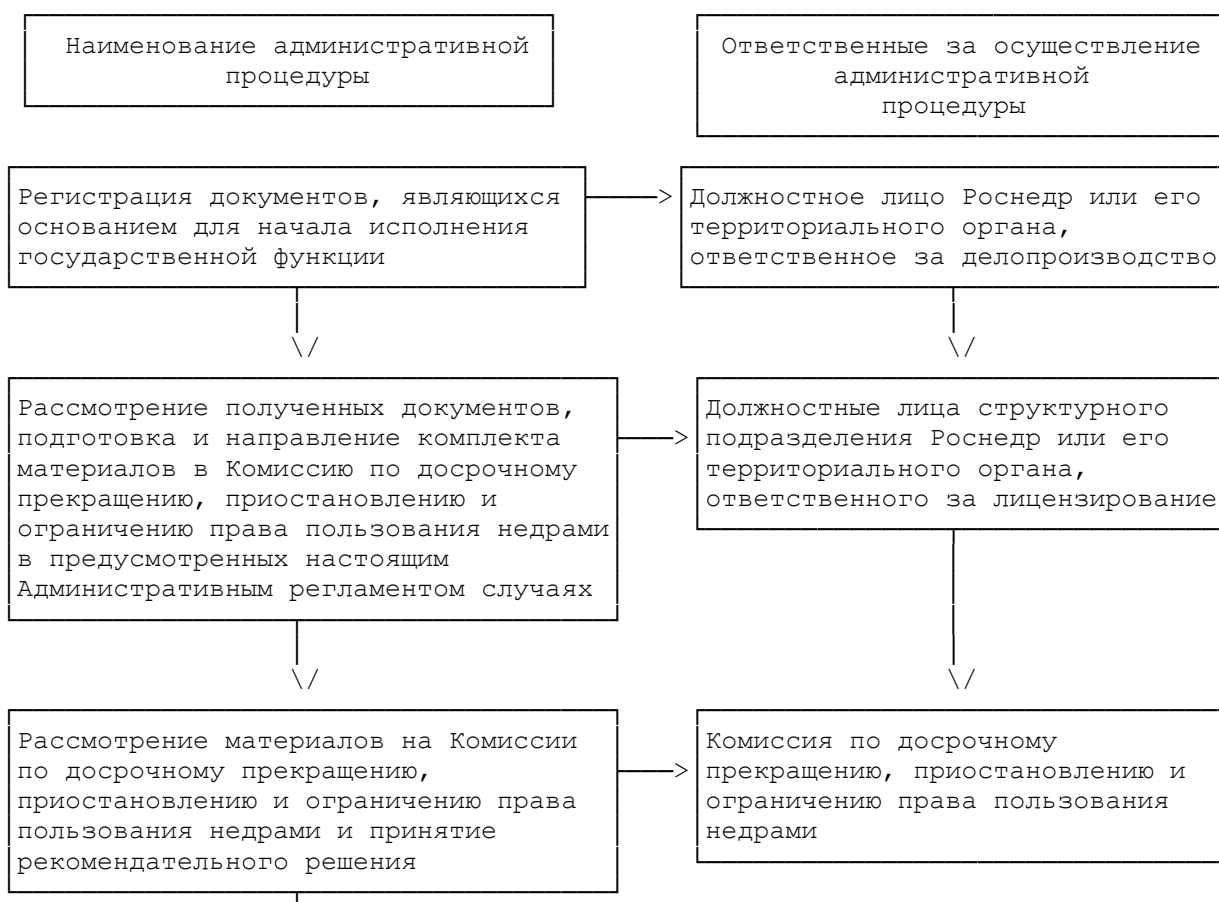 Наименование административной
процедуры
Ответственные за осуществление
административной
процедуры
Регистрация документов, являющихся
основанием для начала исполнения
государственной функции
Должностное лицо Роснедр или его
территориального органа,
ответственное за делопроизводство
Рассмотрение полученных документов,
подготовка и направление комплекта
материалов в Комиссию по досрочному
прекращению, приостановлению и
ограничению права пользования недрами
в предусмотренных настоящим
Административным регламентом случаях
Должностные лица структурного
подразделения Роснедр или его
территориального органа,
ответственного за лицензирование
Рассмотрение материалов на Комиссии
по досрочному прекращению,
приостановлению и ограничению права
пользования недрами и принятие
рекомендательного решения
Комиссия по досрочному
прекращению, приостановлению и
ограничению права пользования
недрами